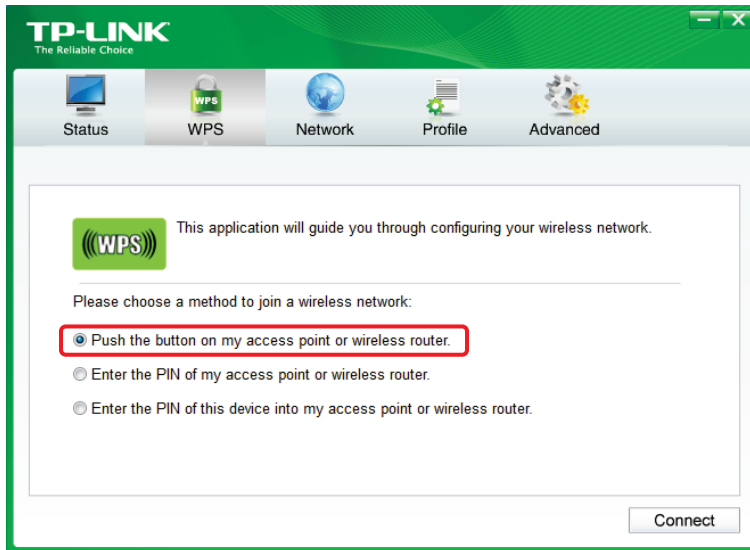 TP-LINK
The Reliable Choice
WPS
Status WPS Network Profile Advanced
(((WPS))) This application will guide you through configuring your wireless network.
Please choose a method to join a wireless network:
Push the button on my access point or wireless router.
Enter the PIN of my access point or wireless router.
Enter the PIN of this device into my access point or wireless router.
Connect